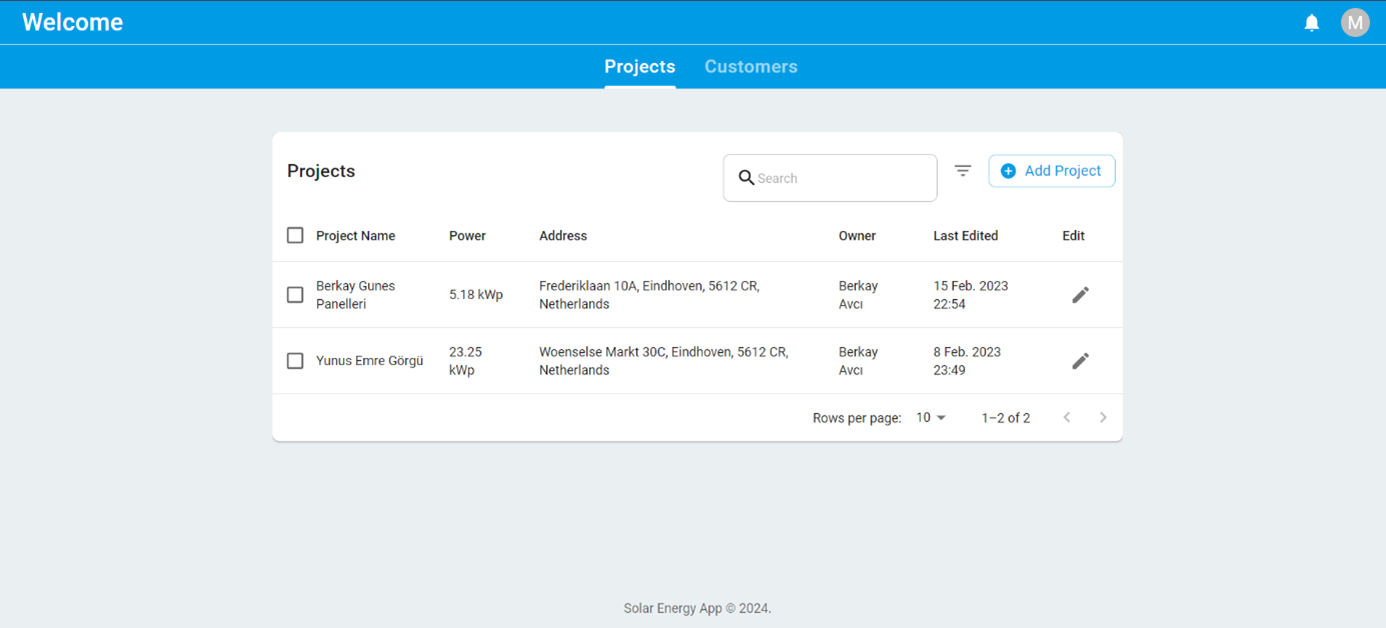 Welcome
M
Projects Customers
Projects
Search
Add Project
Project Name Power Address Owner Last Edited Edit
Berkay Gunes
Panelleri
5.18 kWp
Frederiklaan 10A, Eindhoven, 5612 CR,
Netherlands
Berkay
Avcı
15 Feb. 2023
22:54
Yunus Emre Görgü
23.25
kWp
Woenselse Markt 30C, Eindhoven, 5612 CR,
Netherlands
Berkay
Avcı
8 Feb. 2023
23:49
Rows per page: 10 1–2 of 2
Solar Energy App © 2024.